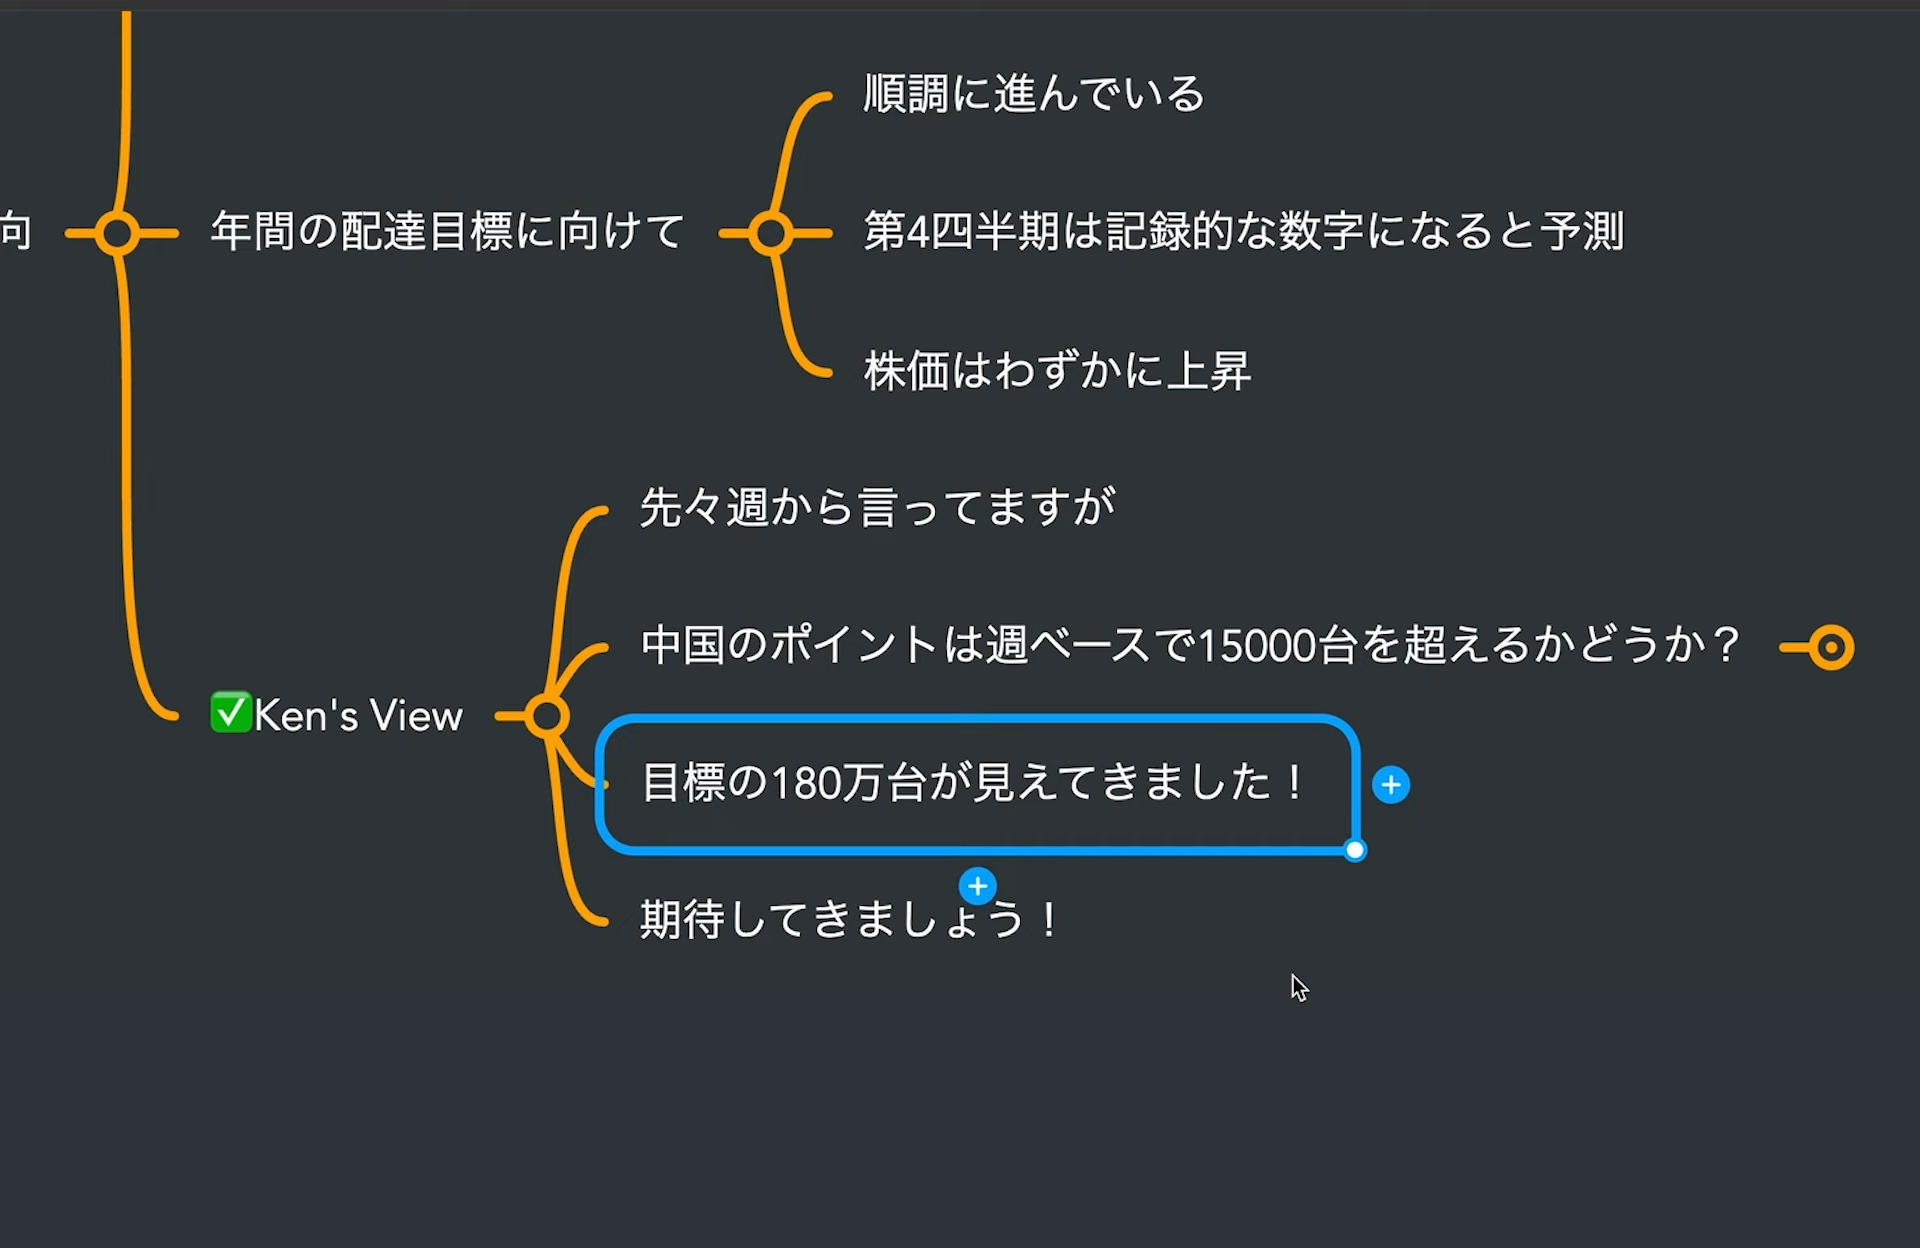 順調に進んでいる
向
年間の配達目標に向けて
第4四半期は記録的な数字になると予測
株価はわずかに上昇
先々週から言ってますが
中国のポイントは週ベースで15000台を超えるかどうか？
✅Ken's View
目標の180万台が見えてきました！
期待してきましょう！